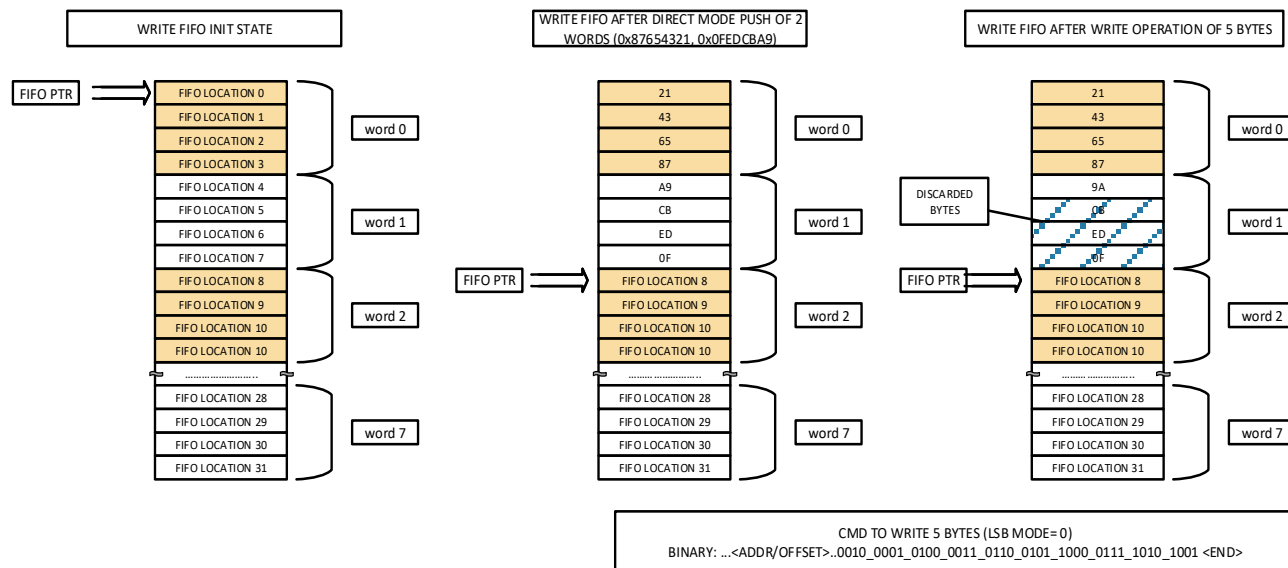 WRITE FIFO INIT STATE
FIFO PTR
FIFO LOCATION 0
FIFO LOCATION 1
FIFO LOCATION 2
FIFO LOCATION 3
FIFO LOCATION 4
FIFO LOCATION 5
FIFO LOCATION 6
FIFO LOCATION 7
FIFO LOCATION 8
FIFO LOCATION 9
FIFO LOCATION 10
FIFO LOCATION 10
……………………..
FIFO LOCATION 28
FIFO LOCATION 29
FIFO LOCATION 30
FIFO LOCATION 31
word 0
word 1
word 2
word 7
WRITE FIFO AFTER DIRECT MODE PUSH OF 2
WORDS (0x87654321, 0x0FEDCBA9)
FIFO PTR
21
43
65
87
A9
CB
ED
0F
FIFO LOCATION 8
FIFO LOCATION 9
FIFO LOCATION 10
FIFO LOCATION 10
……………………..
FIFO LOCATION 28
FIFO LOCATION 29
FIFO LOCATION 30
FIFO LOCATION 31
word 0
word 1
word 2
word 7
WRITE FIFO AFTER WRITE OPERATION OF 5 BYTES
DISCARDED
BYTES
FIFO PTR
21
43
65
87
9A
CB
ED
0F
FIFO LOCATION 8
FIFO LOCATION 9
FIFO LOCATION 10
FIFO LOCATION 10
……………………..
FIFO LOCATION 28
FIFO LOCATION 29
FIFO LOCATION 30
FIFO LOCATION 31
word 0
word 1
word 2
word 7
CMD TO WRITE 5 BYTES (LSB MODE= 0)
BINARY: ...<ADDR/OFFSET>..0010_0001_0100_0011_0110_0101_1000_0111_1010_1001 <END>